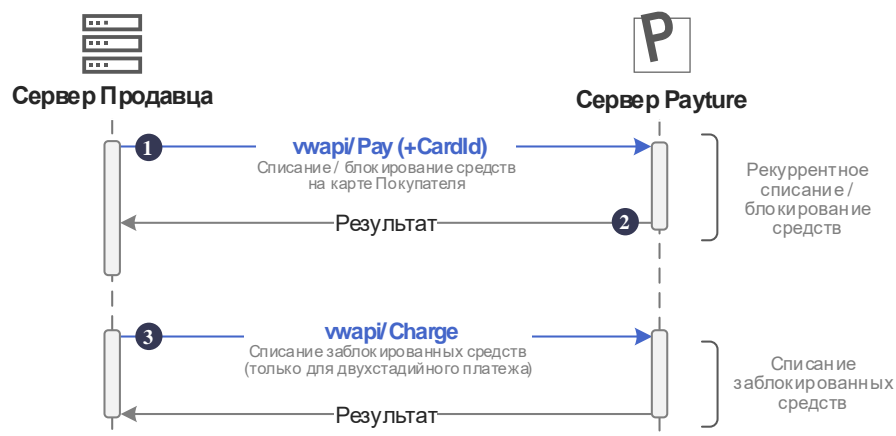 P
Сервер Продавца
Сервер Payture
1
vwapi/Pay (+CardId)
Списание / блокирование средств
на карте Покупателя
Результат
2
Рекуррентное
списание /
блокирование
средств
3
vwapi/Charge
Списание заблокированных средств
(только для двухстадийного платежа)
Результат
Списание
заблокированных
средств